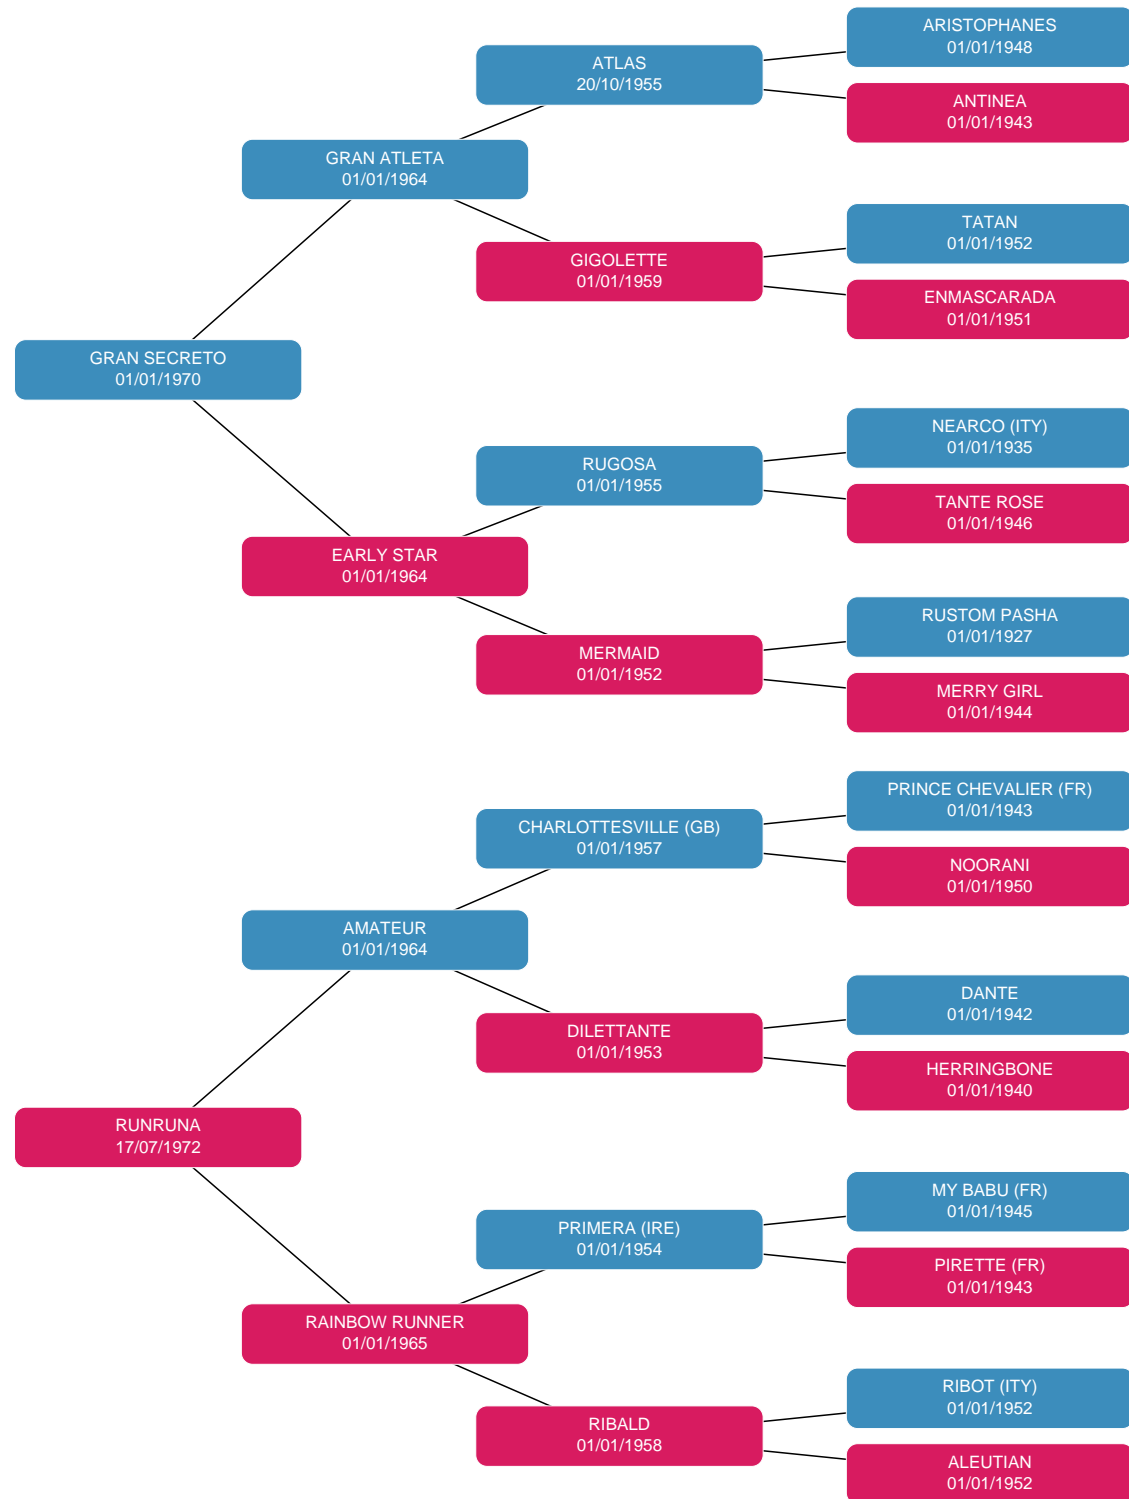 ARISTOPHANES
01/01/1948
ATLAS
20/10/1955
ANTINEA
01/01/1943
GRAN ATLETA
01/01/1964
TATAN
01/01/1952
GIGOLETTE
01/01/1959
ENMASCARADA
01/01/1951
GRAN SECRETO
01/01/1970
NEARCO (ITY)
01/01/1935
RUGOSA
01/01/1955
TANTE ROSE
01/01/1946
EARLY STAR
01/01/1964
RUSTOM PASHA
01/01/1927
MERMAID
01/01/1952
MERRY GIRL
01/01/1944
PRINCE CHEVALIER (FR)
01/01/1943
CHARLOTTESVILLE (GB)
01/01/1957
NOORANI
01/01/1950
AMATEUR
01/01/1964
DANTE
01/01/1942
DILETTANTE
01/01/1953
HERRINGBONE
01/01/1940
RUNRUNA
17/07/1972
MY BABU (FR)
01/01/1945
PRIMERA (IRE)
01/01/1954
PIRETTE (FR)
01/01/1943
RAINBOW RUNNER
01/01/1965
RIBOT (ITY)
01/01/1952
RIBALD
01/01/1958
ALEUTIAN
01/01/1952